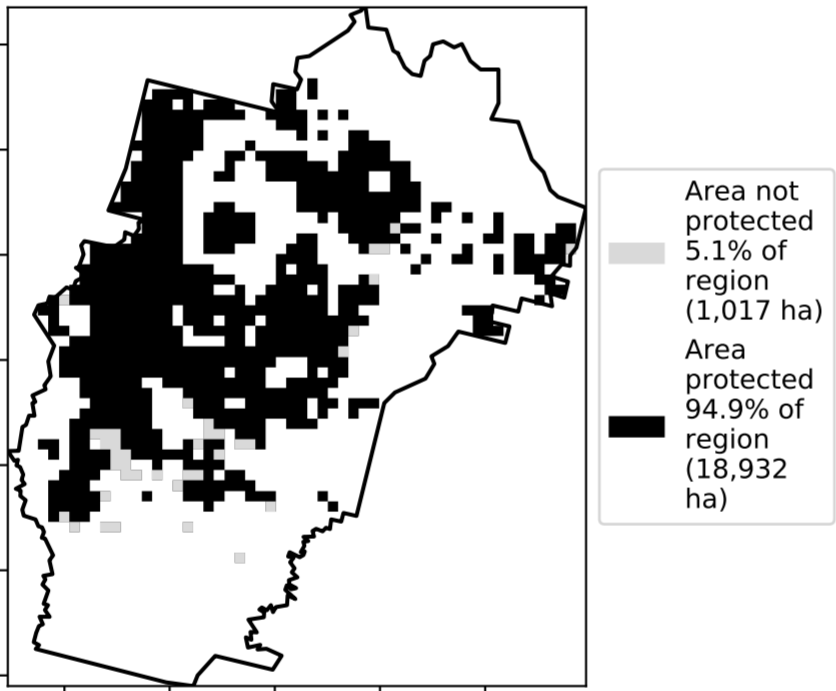 Area not
protected
5.1% of
region
(1,017 ha)
Area
protected
94.9% of
region
(18,932
ha)